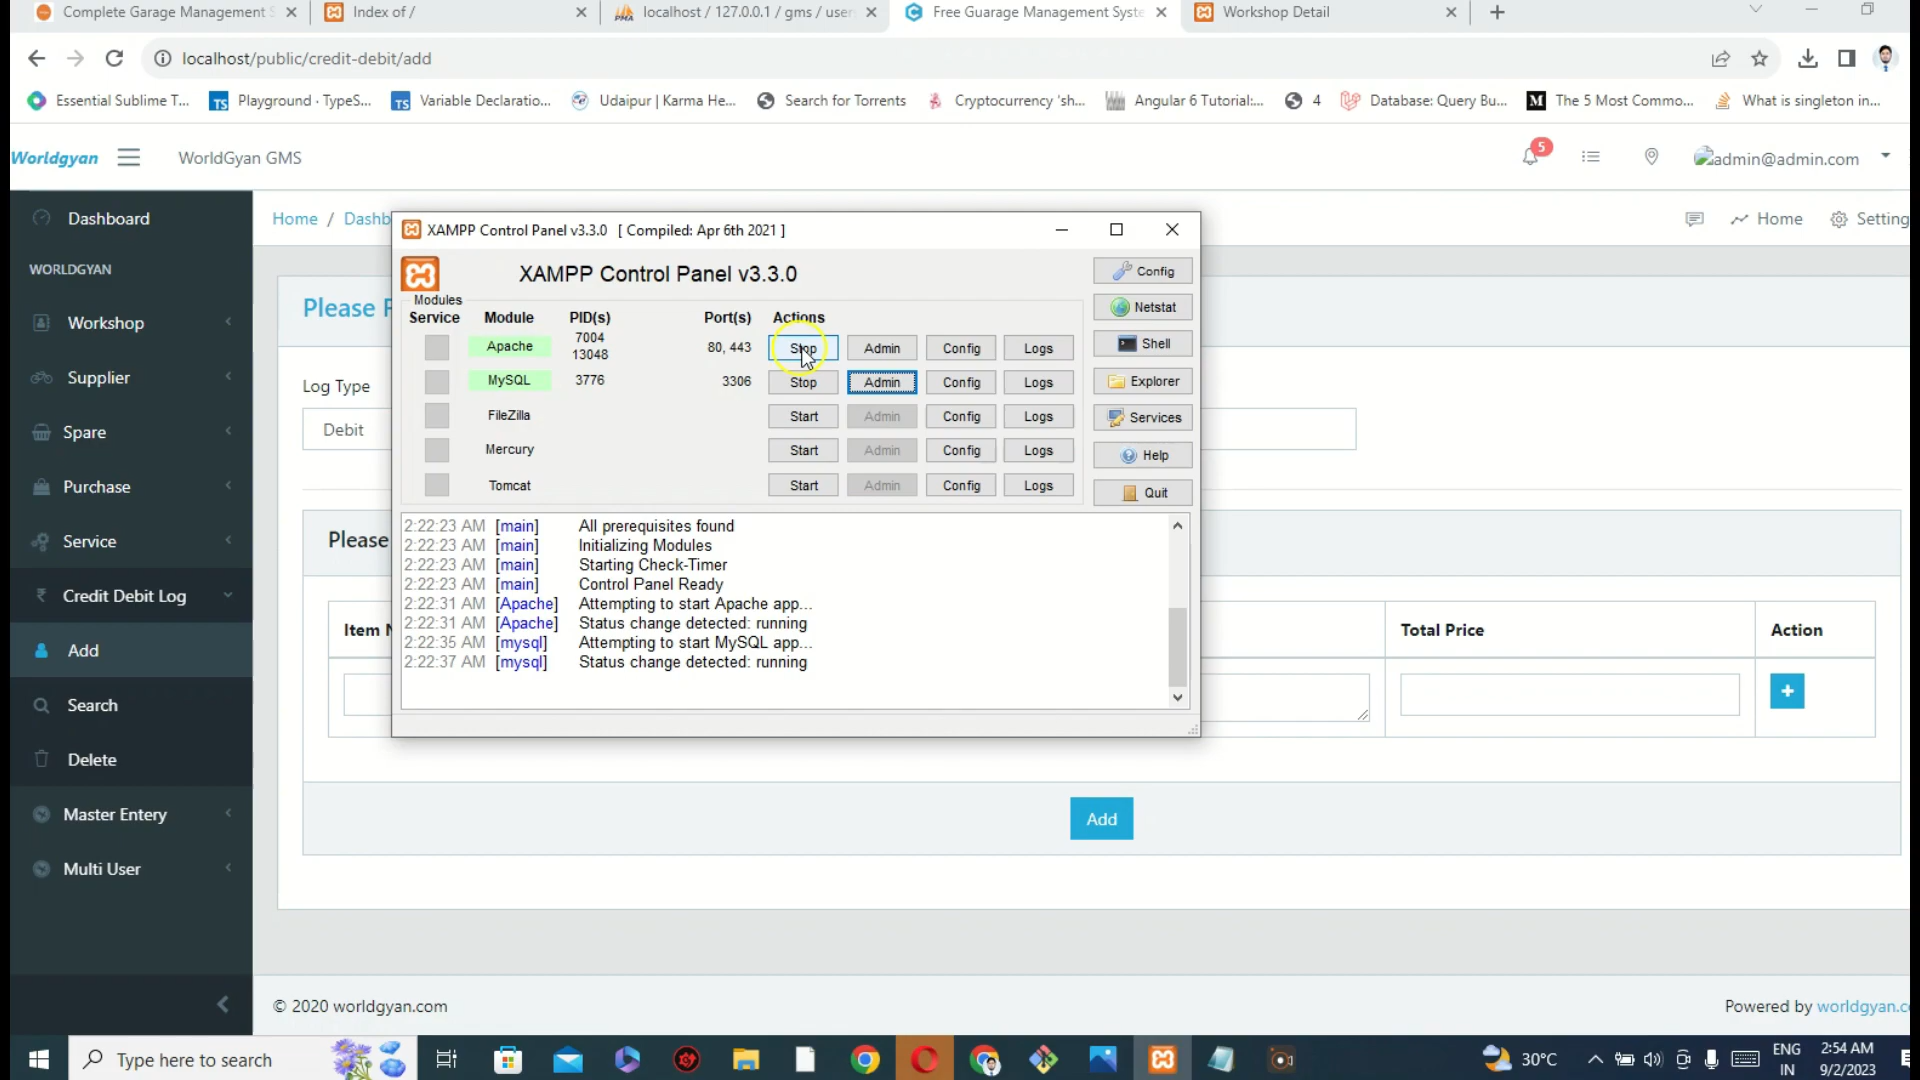 Complete Garage Management S
Index of /
localhost / 127.0.0.1 / gms / user
Free Guarage Management Syste
Workshop Detail
localhost/public/credit-debit/add
Essential Sublime T...
TS
Playground · TypeS...
TS
Variable Declaratio...
Udaipur | Karma He...
Search for Torrents
Cryptocurrency 'sh...
Angular 6 Tutorial:...
4
Database: Query Bu...
M
The 5 Most Commo...
What is singleton in...
Worldgyan
WorldGyan GMS
5
admin@admin.com
Dashboard
Home / Dashb
Home
Setting
WORLDGYAN
Workshop
Supplier
Spare
Purchase
Service
Credit Debit Log
Add
Search
Delete
Master Entery
Multi User
Please F
Log Type
Debit
Please
Item N
Total Price
Action
+
Add
XAMPP Control Panel v3.3.0 [ Compiled: Apr 6th 2021 ]
XAMPP Control Panel v3.3.0
Config
Modules
Service Module PID(s) Port(s) Actions
Netstat
Apache 7004 13048 80, 443 Stop Admin Config Logs
Shell
MySQL 3776 3306 Stop Admin Config Logs
Explorer
FileZilla Start Admin Config Logs
Services
Mercury Start Admin Config Logs
Help
Tomcat Start Admin Config Logs
Quit
2:22:23 AM [main] All prerequisites found
2:22:23 AM [main] Initializing Modules
2:22:23 AM [main] Starting Check-Timer
2:22:23 AM [main] Control Panel Ready
2:22:31 AM [Apache] Attempting to start Apache app...
2:22:31 AM [Apache] Status change detected: running
2:22:35 AM [mysql] Attempting to start MySQL app...
2:22:37 AM [mysql] Status change detected: running
© 2020 worldgyan.com
Powered by worldgyan.c
Type here to search
30°C
ENG
IN
2:54 AM
9/2/2023